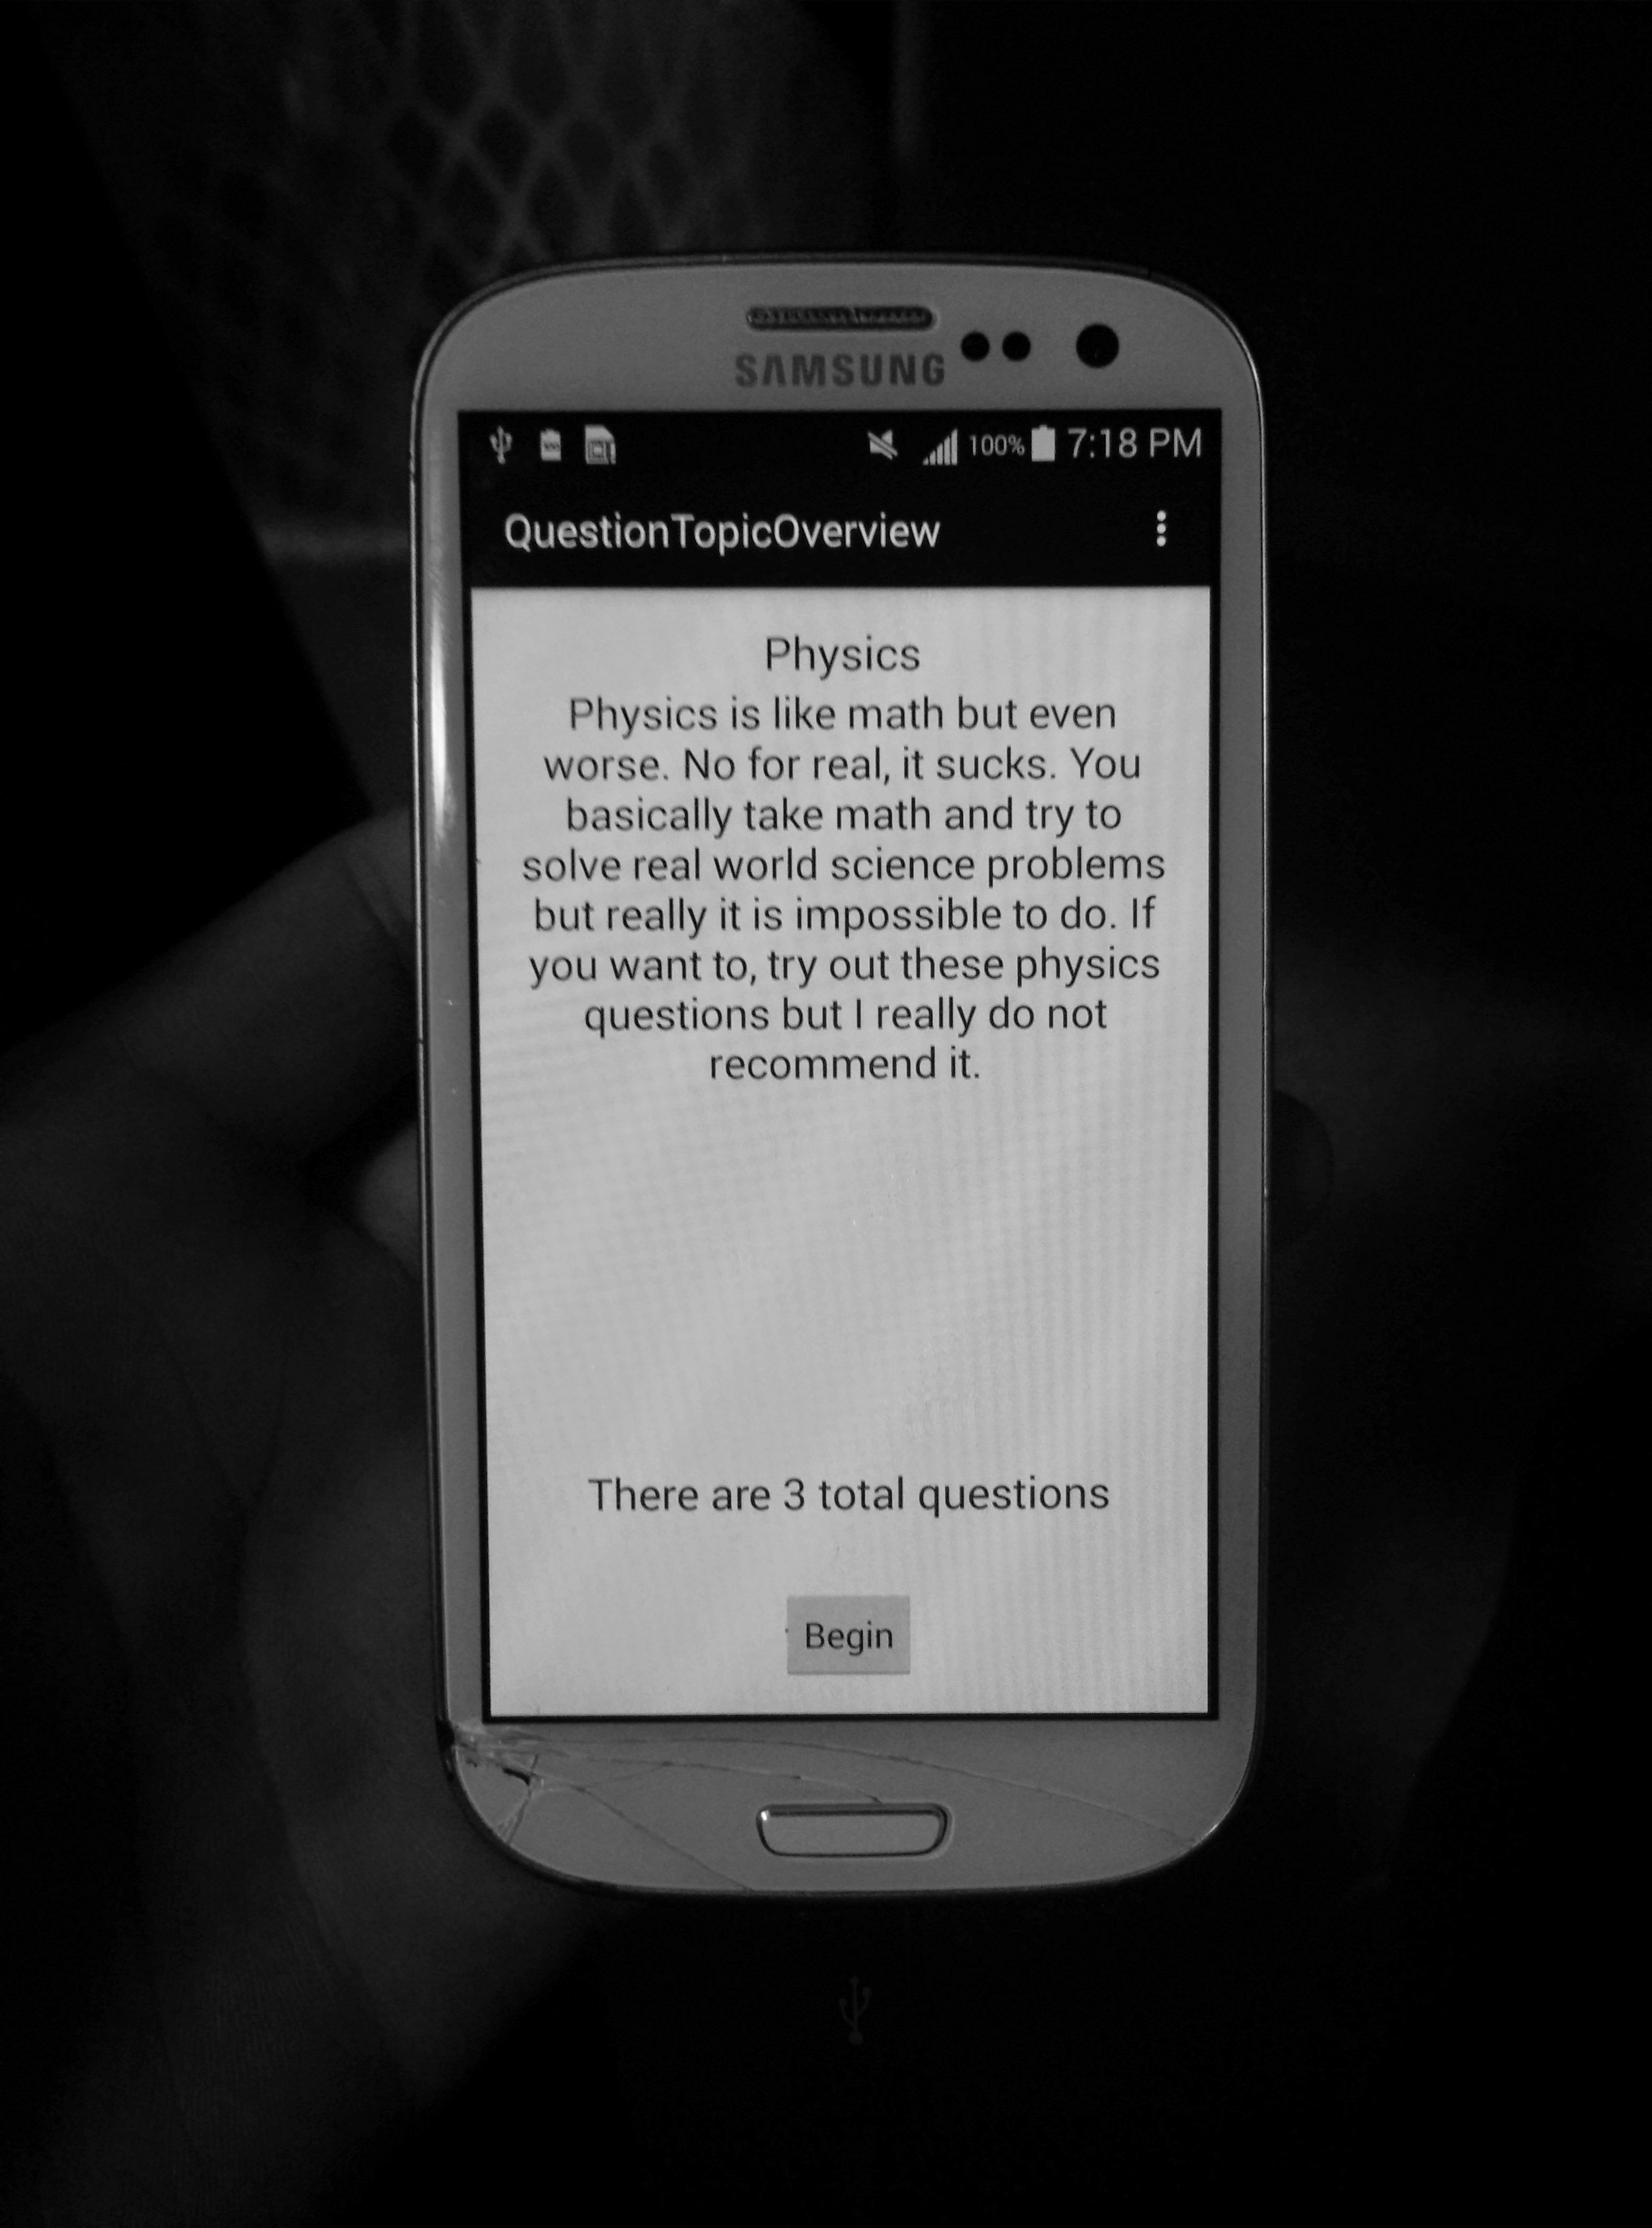 SAMSUNG
100% 7:18 PM
QuestionTopicOverview
Physics
Physics is like math but even
worse. No for real, it sucks. You
basically take math and try to
solve real world science problems
but really it is impossible to do. If
you want to, try out these physics
questions but I really do not
recommend it.
There are 3 total questions
Begin